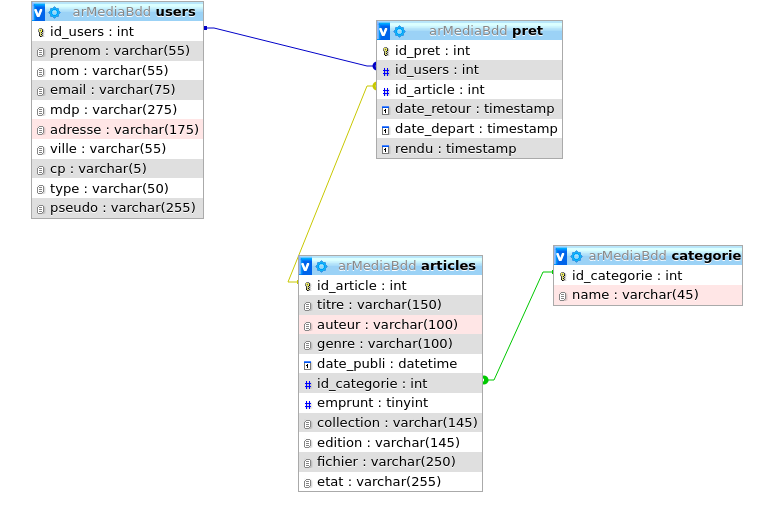 v arMediaBdd users
id_users : int
prenom : varchar(55)
nom : varchar(55)
email : varchar(75)
mdp : varchar(275)
adresse : varchar(175)
ville : varchar(55)
cp : varchar(5)
type : varchar(50)
pseudo : varchar(255)
v arMediaBdd pret
id_pret : int
# id_users : int
# id_article : int
date_retour : timestamp
date_depart : timestamp
rendu : timestamp
v arMediaBdd articles
id_article : int
titre : varchar(150)
auteur : varchar(100)
genre : varchar(100)
date_publi : datetime
# id_categorie : int
# emprunt : tinyint
collection : varchar(145)
edition : varchar(145)
fichier : varchar(250)
etat : varchar(255)
v arMediaBdd categorie
id_categorie : int
name : varchar(45)